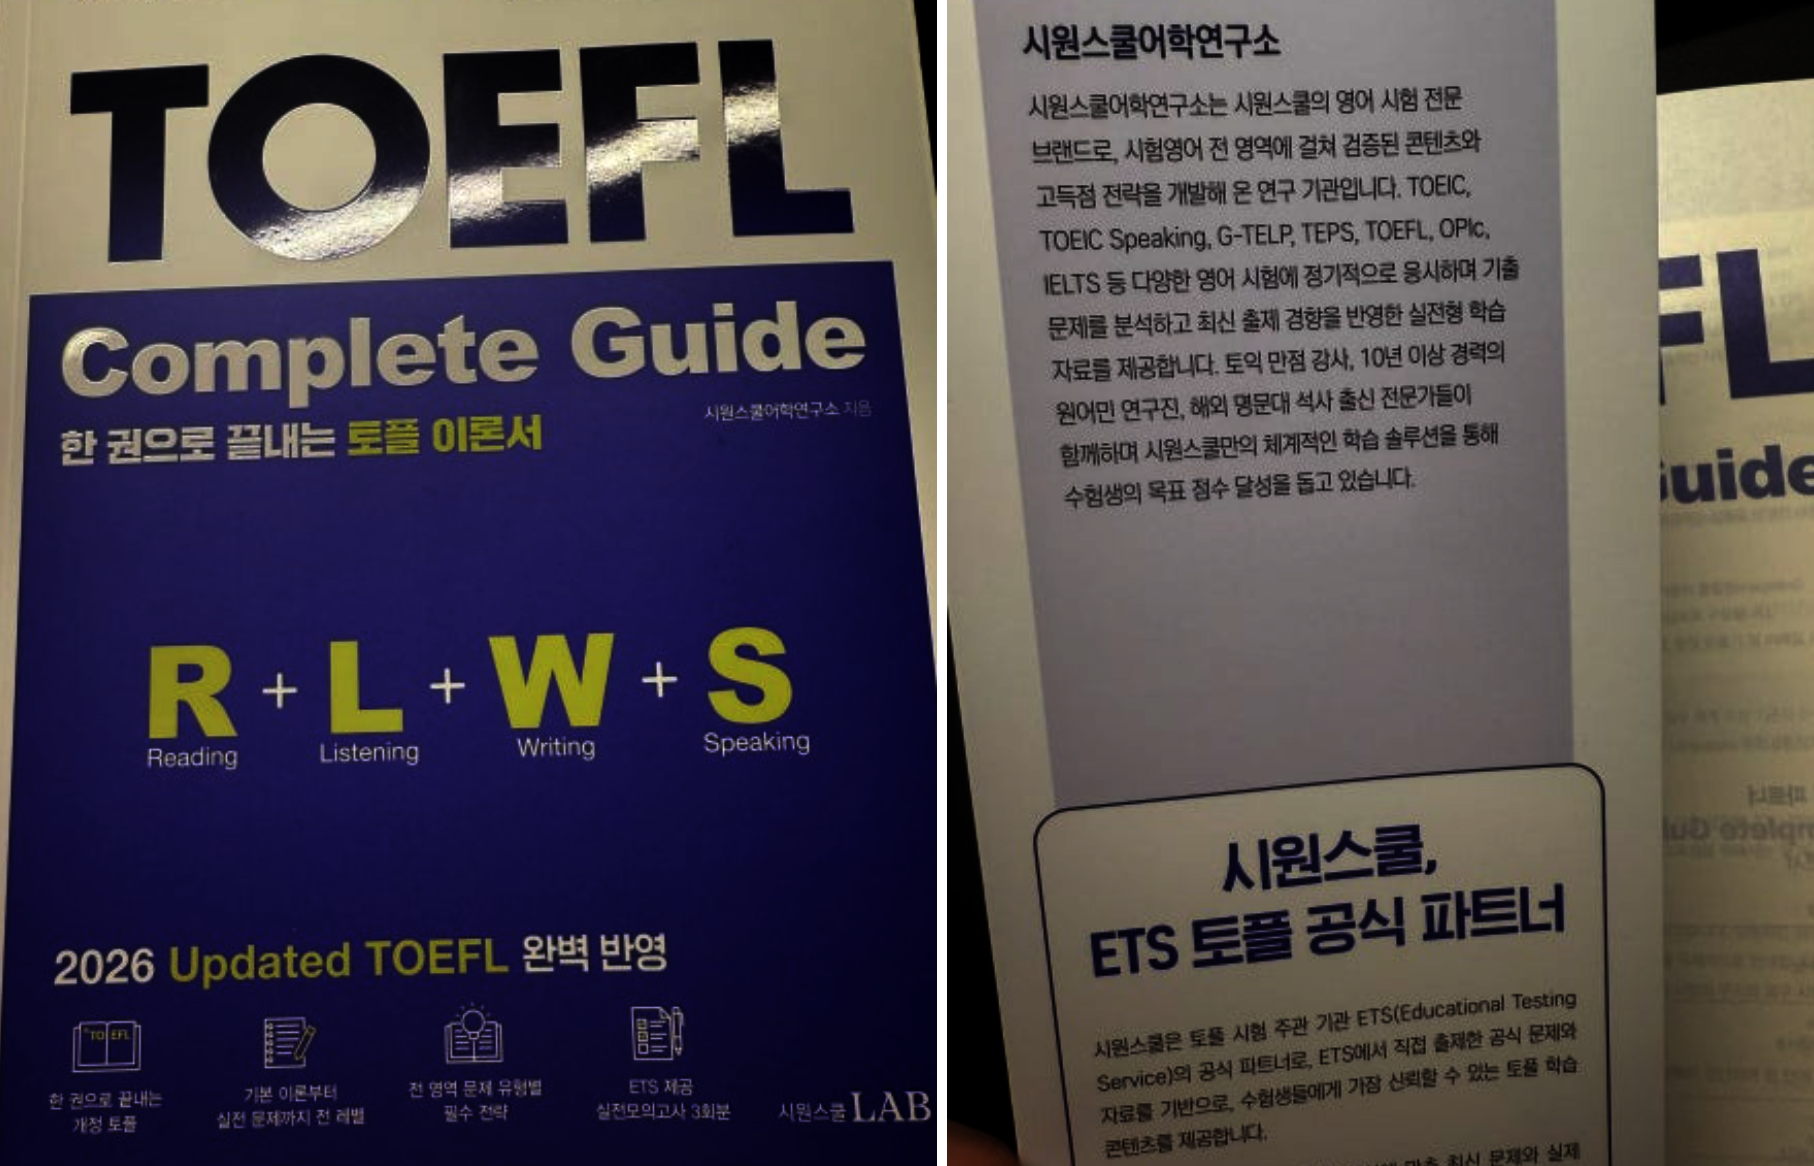 TOEFL
Complete Guide
시원스쿨어학연구소 지음
한 권으로 끝내는 토플 이론서
R + L + W + S
Reading
Listening
Writing
Speaking
2026 Updated TOEFL 완벽 반영
TOEFL
한 권으로 끝내는
개정 토플
기본 이론부터
실전 문제까지 전 레벨
전 영역 문제 유형별
필수 전략
ETS 제공
실전모의고사 3회분
시원스쿨 LAB
시원스쿨어학연구소
시원스쿨어학연구소는 시원스쿨의 영어 시험 전문
브랜드로, 시험영어 전 영역에 걸쳐 검증된 콘텐츠와
고득점 전략을 개발해 온 연구 기관입니다. TOEIC,
TOEIC Speaking, G-TELP, TEPS, TOEFL, OPIc,
IELTS 등 다양한 영어 시험에 정기적으로 응시하며 기출
문제를 분석하고 최신 출제 경향을 반영한 실전형 학습
자료를 제공합니다. 토익 만점 강사, 10년 이상 경력의
원어민 연구진, 해외 명문대 석사 출신 전문가들이
함께하며 시원스쿨만의 체계적인 학습 솔루션을 통해
수험생의 목표 점수 달성을 돕고 있습니다.
시원스쿨,
ETS 토플 공식 파트너
시원스쿨은 토플 시험 주관 기관 ETS(Educational Testing
Service)의 공식 파트너로, ETS에서 직접 출제한 공식 문제와
자료를 기반으로, 수험생들에게 가장 신뢰할 수 있는 토플 학습
콘텐츠를 제공합니다.
최신 문제와 실제
FL
uide